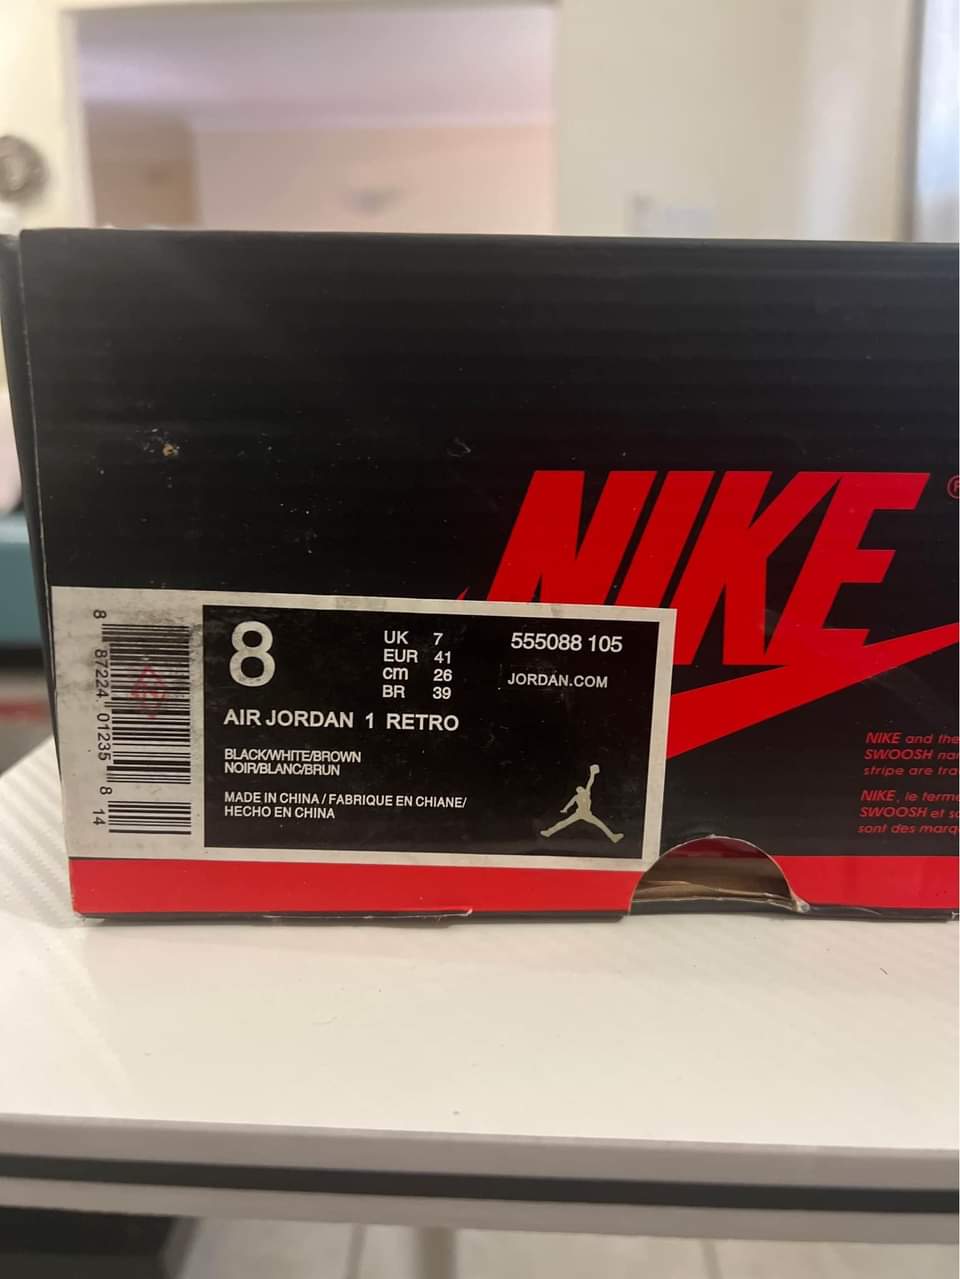 NIKE
®
8
UK 7
EUR 41
cm 26
BR 39
555088 105
JORDAN.COM
AIR JORDAN 1 RETRO
BLACK/WHITE/BROWN
NOIR/BLANC/BRUN
MADE IN CHINA / FABRIQUE EN CHIANE/
HECHO EN CHINA
8 87224 01235 8 14
NIKE and the
SWOOSH
stripe are
NIKE, le
SWOOSH et
sont des